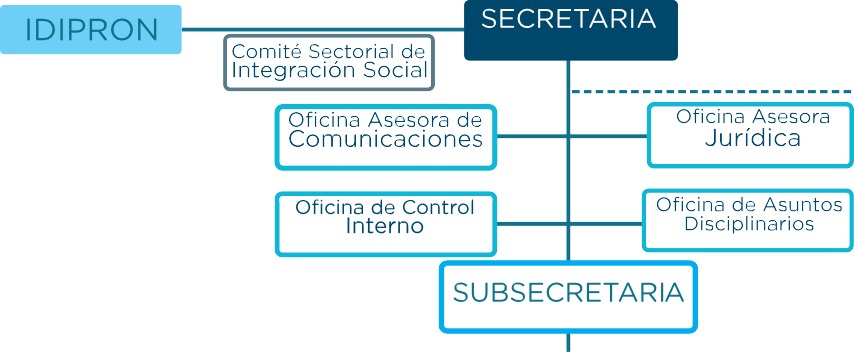 IDIPRON
SECRETARIA
Comité Sectorial de
Integración Social
Oficina Asesora de
Comunicaciones
Oficina Asesora
Jurídica
Oficina de Control
Interno
Oficina de Asuntos
Disciplinarios
SUBSECRETARIA